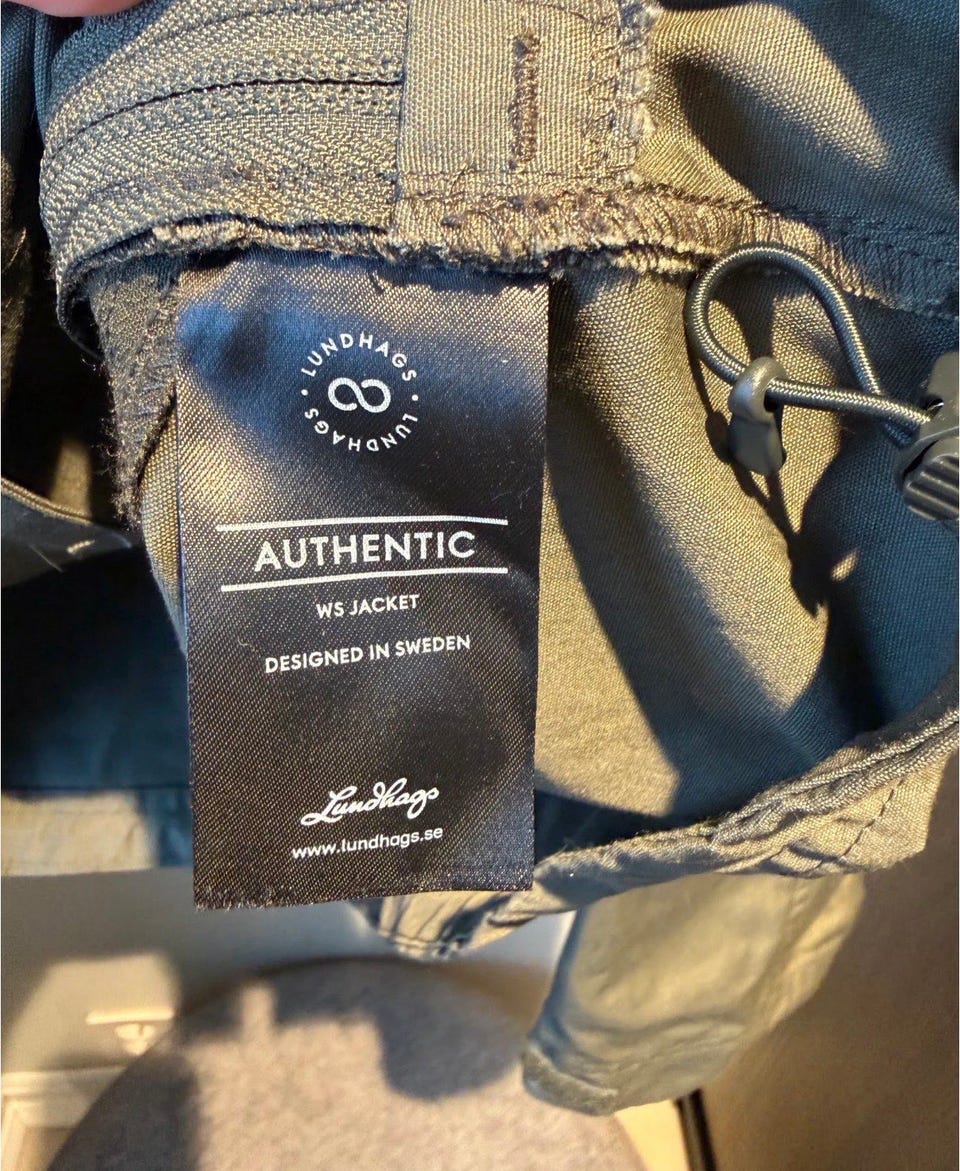 LUNDHAGS · LUNDHAGS ·
AUTHENTIC
WS JACKET
DESIGNED IN SWEDEN
Lundhags
www.lundhags.se